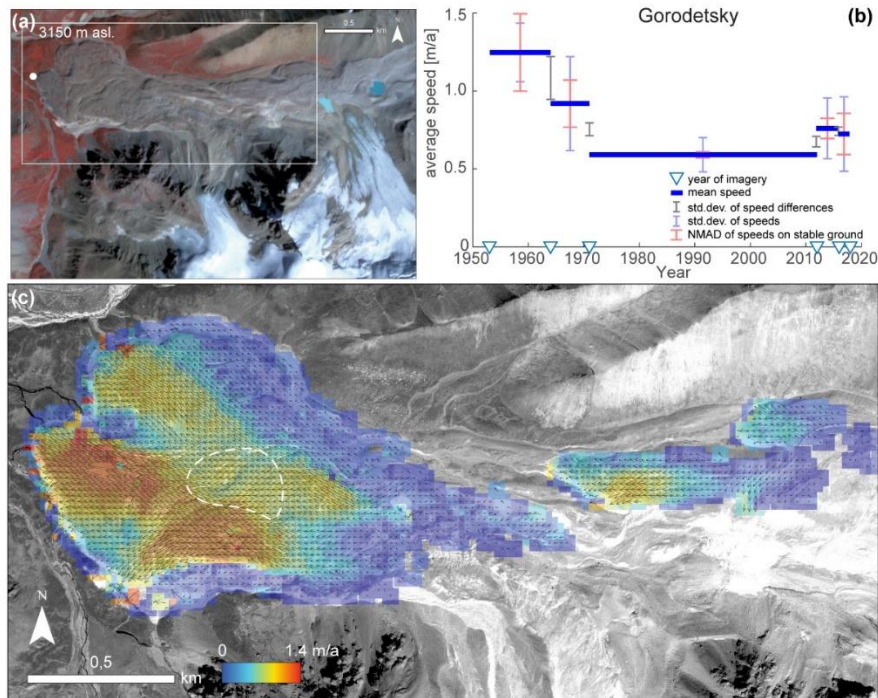 (a)
3150 m asl.
0.5
km
N
Gorodetsky
(b)
average speed [m/a]
1.5
1.0
0.5
0
year of imagery
mean speed
std.dev. of speed differences
std.dev. of speeds
NMAD of speeds on stable ground
1950 1960 1970 1980 1990 2000 2010 2020
Year
(c)
N
0,5
km
0 1.4 m/a